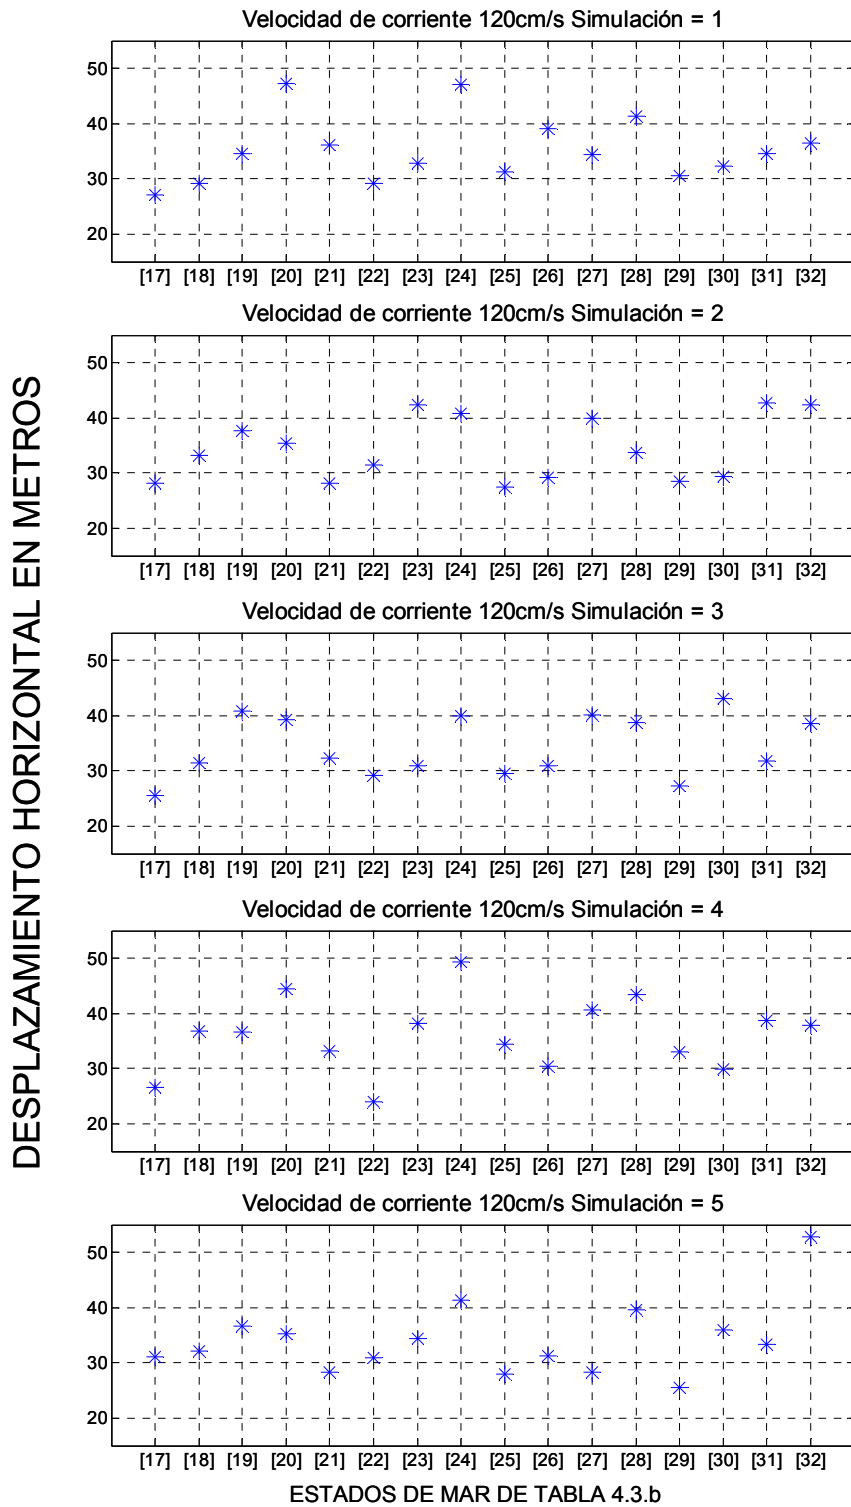 DESPLAZAMIENTO HORIZONTAL EN METROS
Velocidad de corriente 120cm/s Simulación = 1
50
40
30
20
[17] [18] [19] [20] [21] [22] [23] [24] [25] [26] [27] [28] [29] [30] [31] [32]
Velocidad de corriente 120cm/s Simulación = 2
50
40
30
20
[17] [18] [19] [20] [21] [22] [23] [24] [25] [26] [27] [28] [29] [30] [31] [32]
Velocidad de corriente 120cm/s Simulación = 3
50
40
30
20
[17] [18] [19] [20] [21] [22] [23] [24] [25] [26] [27] [28] [29] [30] [31] [32]
Velocidad de corriente 120cm/s Simulación = 4
50
40
30
20
[17] [18] [19] [20] [21] [22] [23] [24] [25] [26] [27] [28] [29] [30] [31] [32]
Velocidad de corriente 120cm/s Simulación = 5
50
40
30
20
[17] [18] [19] [20] [21] [22] [23] [24] [25] [26] [27] [28] [29] [30] [31] [32]
ESTADOS DE MAR DE TABLA 4.3.b